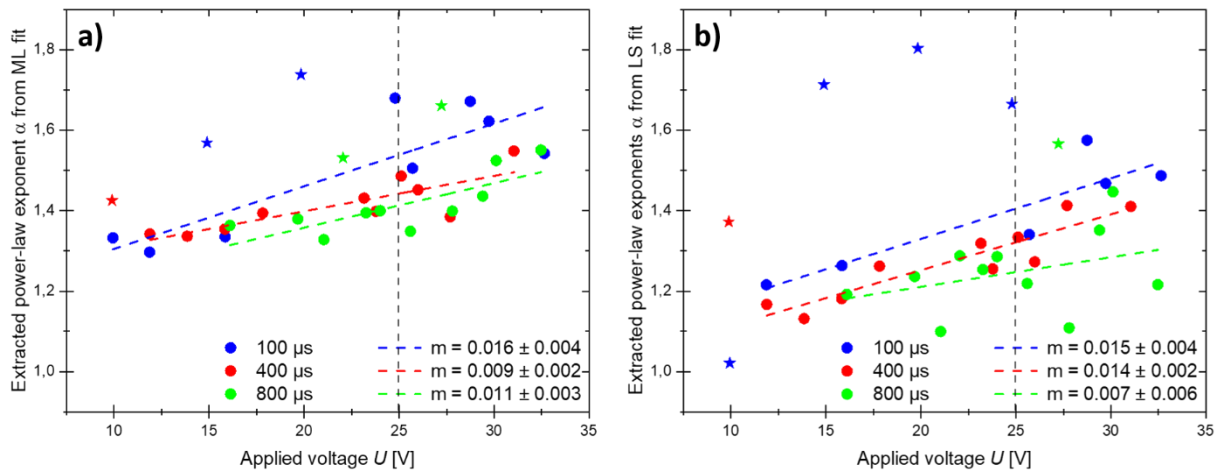 a)
Extracted power-law exponent α from ML fit
1,8
1,6
1,4
1,2
1,0
100 μs
400 μs
800 μs
m = 0.016 ± 0.004
m = 0.009 ± 0.002
m = 0.011 ± 0.003
10 15 20 25 30 35
Applied voltage U [V]
b)
Extracted power-law exponents α from LS fit
1,8
1,6
1,4
1,2
1,0
100 μs
400 μs
800 μs
m = 0.015 ± 0.004
m = 0.014 ± 0.002
m = 0.007 ± 0.006
10 15 20 25 30 35
Applied voltage U [V]